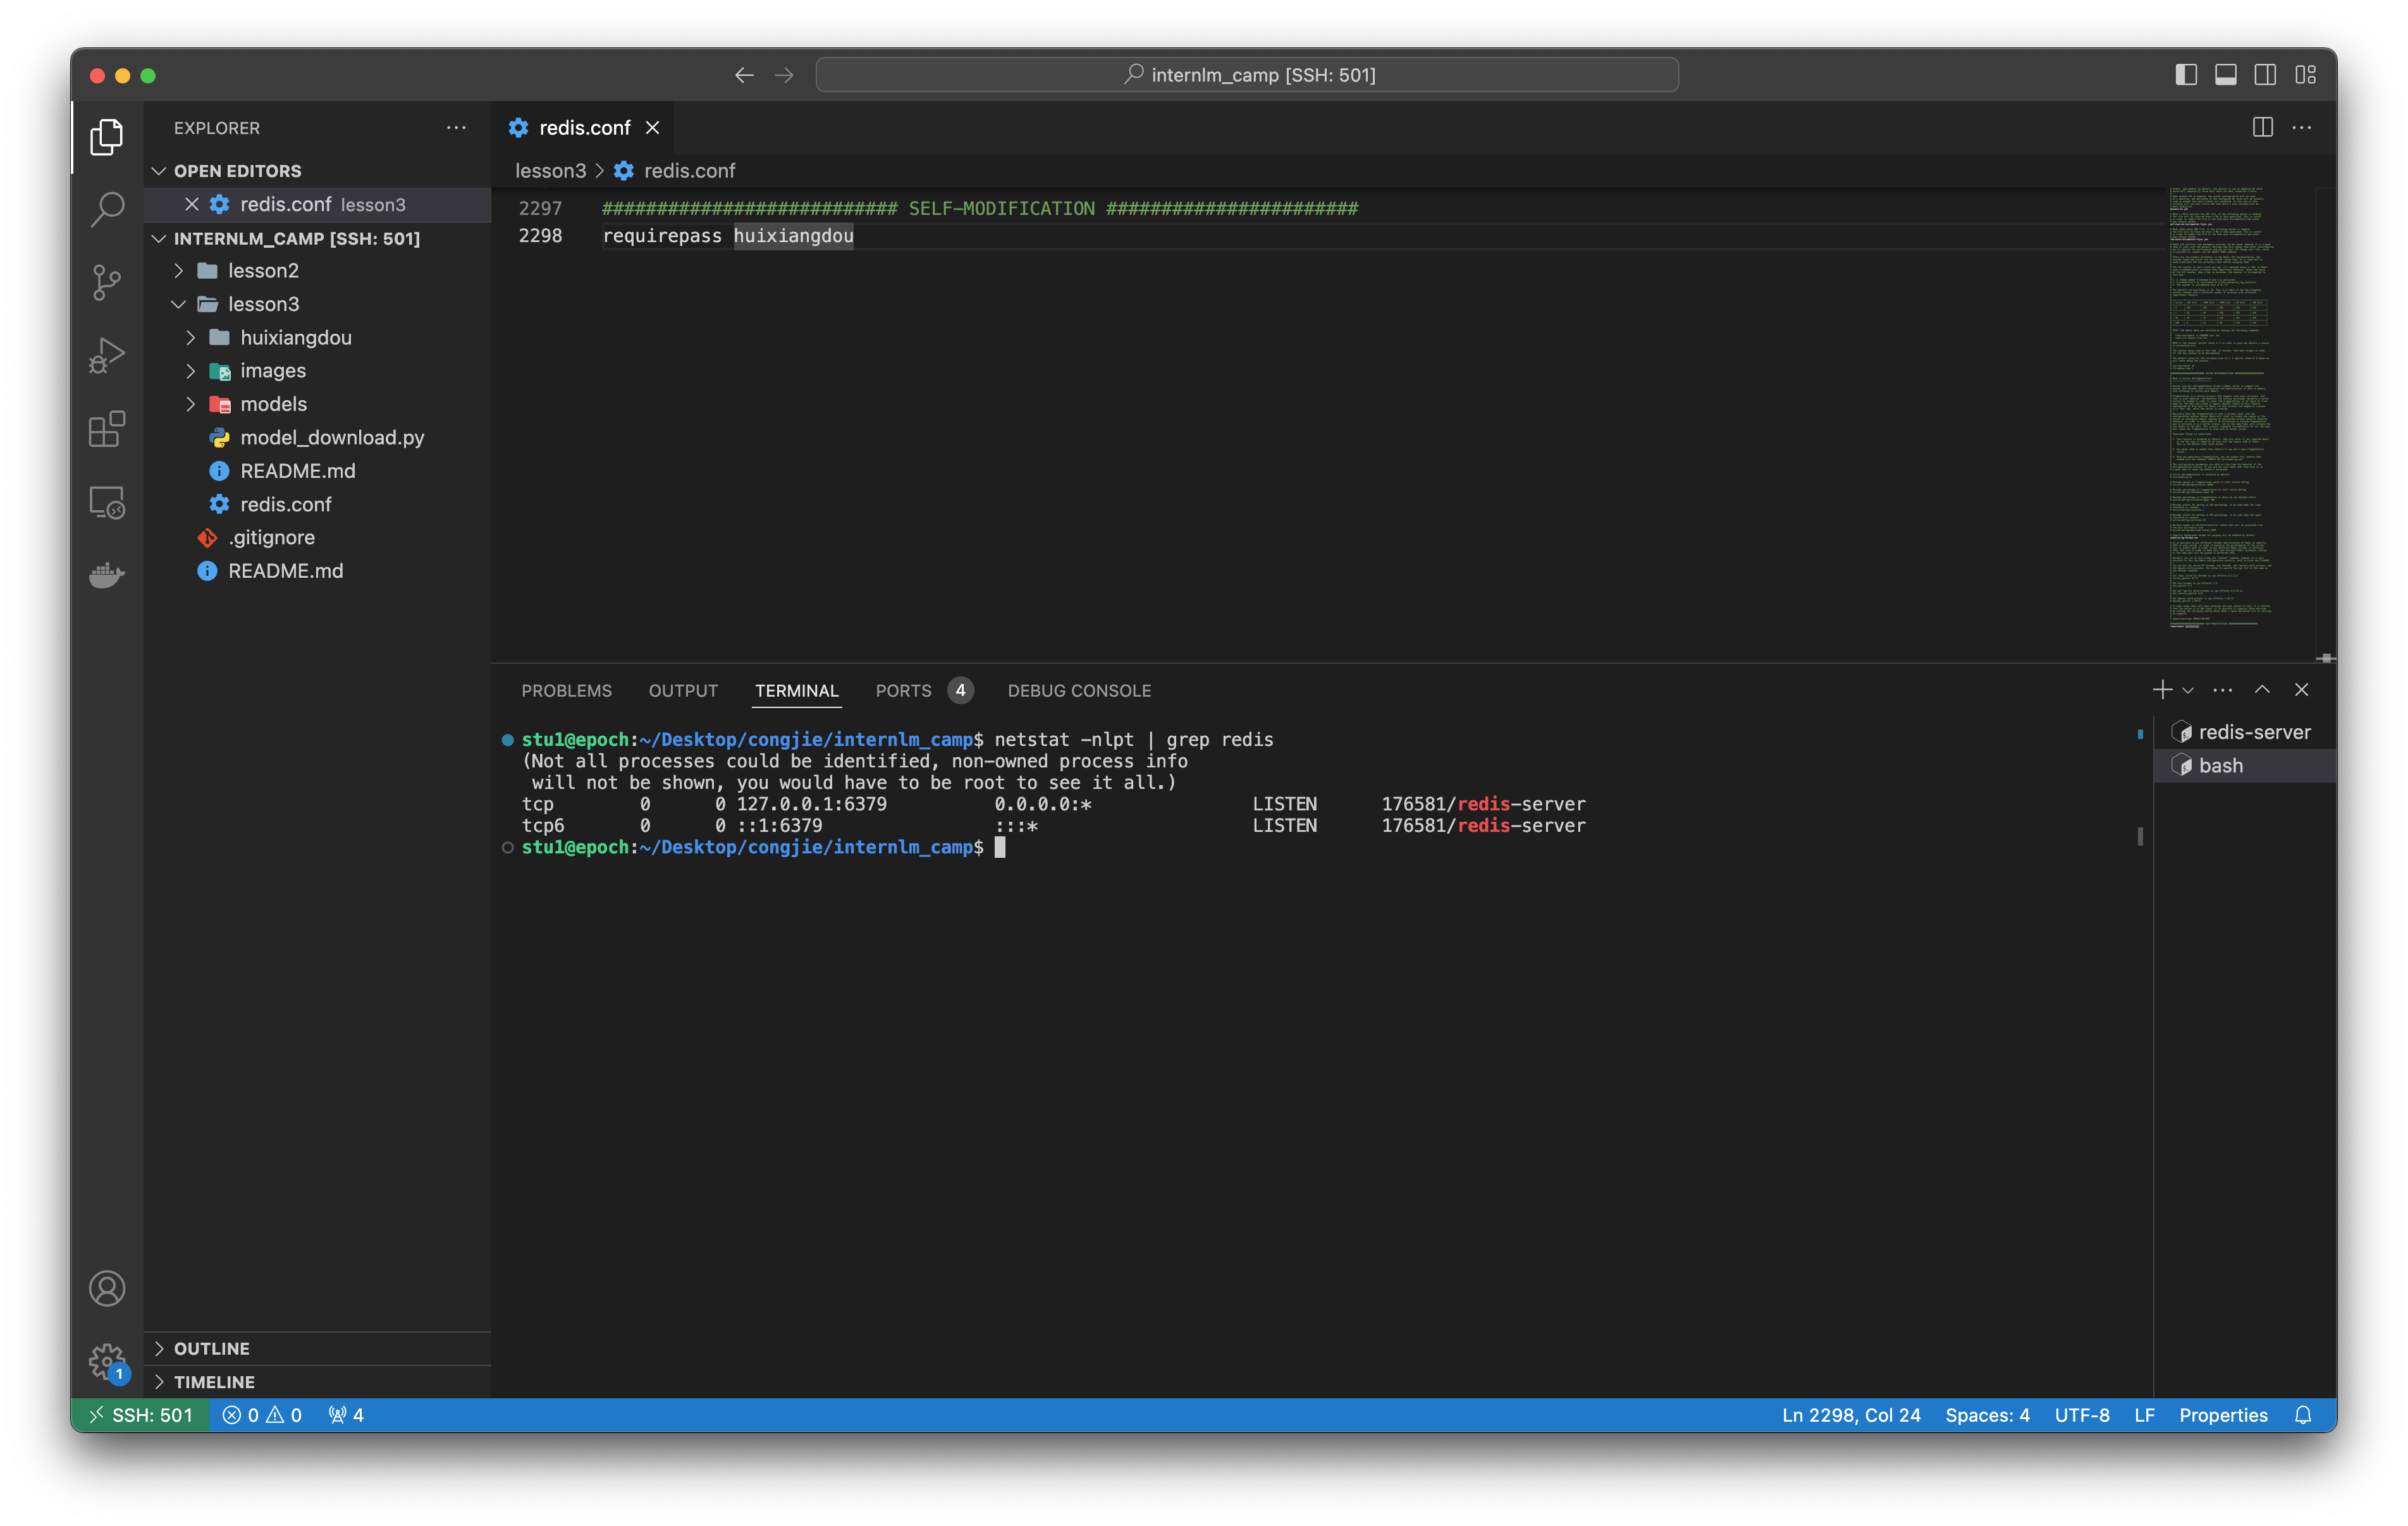 internlm_camp [SSH: 501]
EXPLORER
OPEN EDITORS
redis.conf lesson3
INTERNLM_CAMP [SSH: 501]
lesson2
lesson3
huixiangdou
images
models
model_download.py
README.md
redis.conf
.gitignore
README.md
OUTLINE
TIMELINE
redis.conf
lesson3 > redis.conf
2297 ########################### SELF-MODIFICATION #######################
2298 requirepass huixiangdou
PROBLEMS OUTPUT TERMINAL PORTS 4 DEBUG CONSOLE
stu1@epoch:~/Desktop/congjie/internlm_camp$ netstat -nlpt | grep redis
(Not all processes could be identified, non-owned process info
will not be shown, you would have to be root to see it all.)
tcp 0 0 127.0.0.1:6379 0.0.0.0:* LISTEN 176581/redis-server
tcp6 0 0 ::1:6379 :::* LISTEN 176581/redis-server
stu1@epoch:~/Desktop/congjie/internlm_camp$
redis-server
bash
1
SSH: 501 0 0 4 Ln 2298, Col 24 Spaces: 4 UTF-8 LF Properties